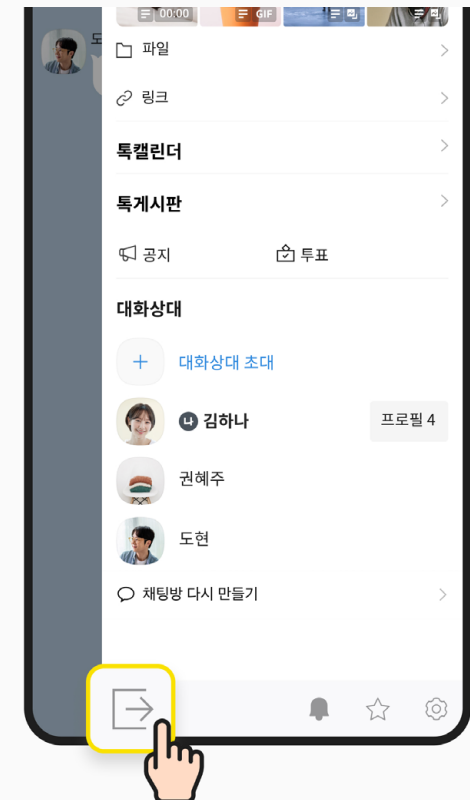 00:00
GIF
도
파일
링크
톡캘린더
톡게시판
공지
투표
대화상대
대화상대 초대
나 김하나
프로필 4
권혜주
도현
채팅방 다시 만들기